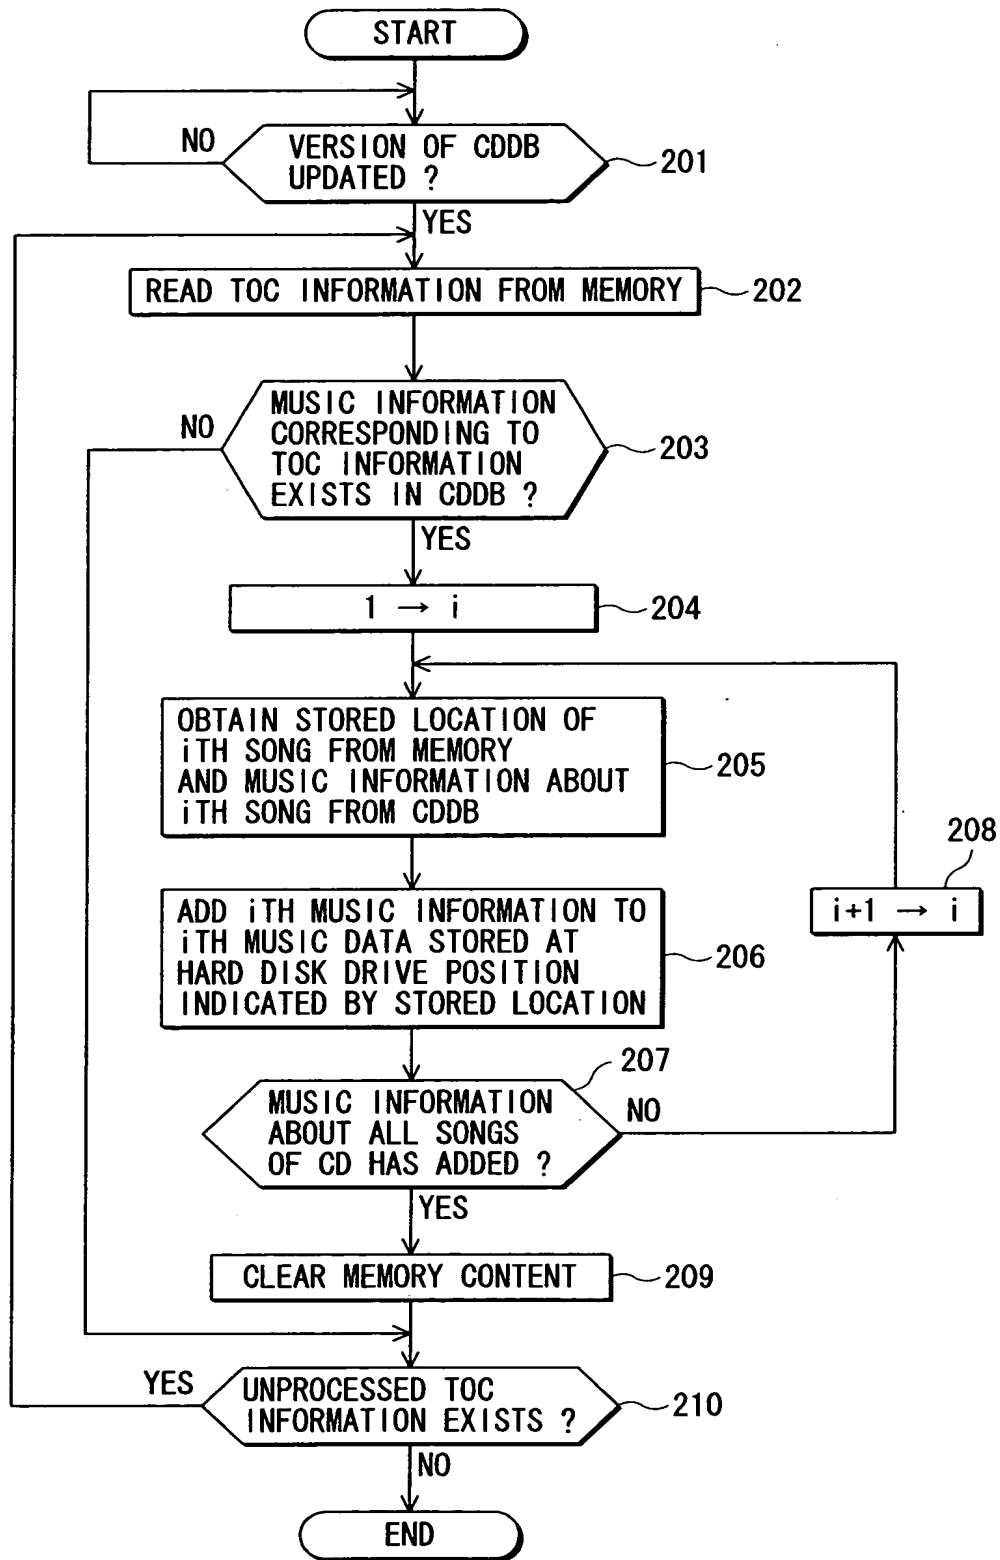 START
NO
VERSION OF CDDB
UPDATED ?
201
YES
READ TOC INFORMATION FROM MEMORY
202
NO
MUSIC INFORMATION
CORRESPONDING TO
TOC INFORMATION
EXISTS IN CDDB ?
203
YES
1 → i
204
OBTAIN STORED LOCATION OF
iTH SONG FROM MEMORY
AND MUSIC INFORMATION ABOUT
iTH SONG FROM CDDB
205
208
i+1 → i
ADD iTH MUSIC INFORMATION TO
iTH MUSIC DATA STORED AT
HARD DISK DRIVE POSITION
INDICATED BY STORED LOCATION
206
207
MUSIC INFORMATION
ABOUT ALL SONGS
OF CD HAS ADDED ?
NO
YES
CLEAR MEMORY CONTENT
209
YES
UNPROCESSED TOC
INFORMATION EXISTS ?
210
NO
END